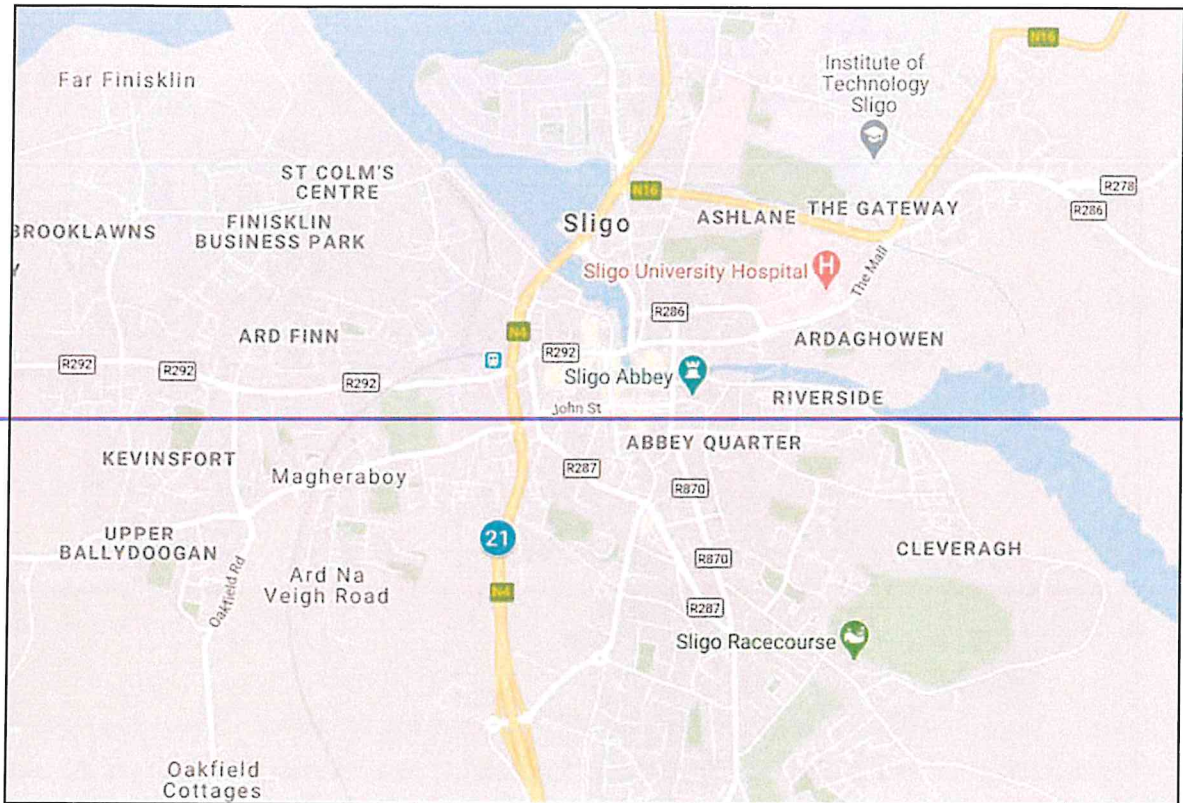 N16
Institute of
Technology
Sligo
Far Finisklin
ST COLM'S
CENTRE
R278
N16
R286
Sligo
ASHLANE
THE GATEWAY
BROOKLAWNS
FINISKLIN
BUSINESS PARK
Sligo University Hospital
H
The Mall
Y
R286
N4
ARD FINN
ARDAGHOWEN
R292
R292
R292
R292
Sligo Abbey
RIVERSIDE
John St
ABBEY QUARTER
KEVINSFORT
Magheraboy
R287
R870
UPPER
BALLYDOOGAN
21
CLEVERAGH
R870
Ard Na
Veigh Road
N4
Oakfield Rd
R287
Sligo Racecourse
Oakfield
Cottages